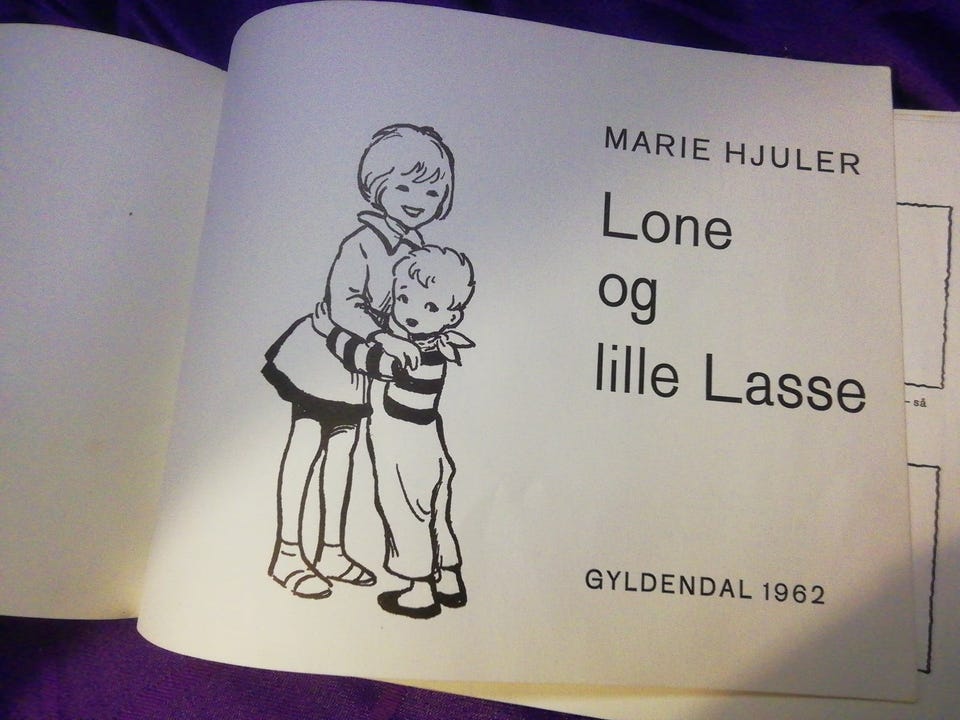 MARIE HJULER
Lone
og
lille Lasse
GYLDENDAL 1962
– så